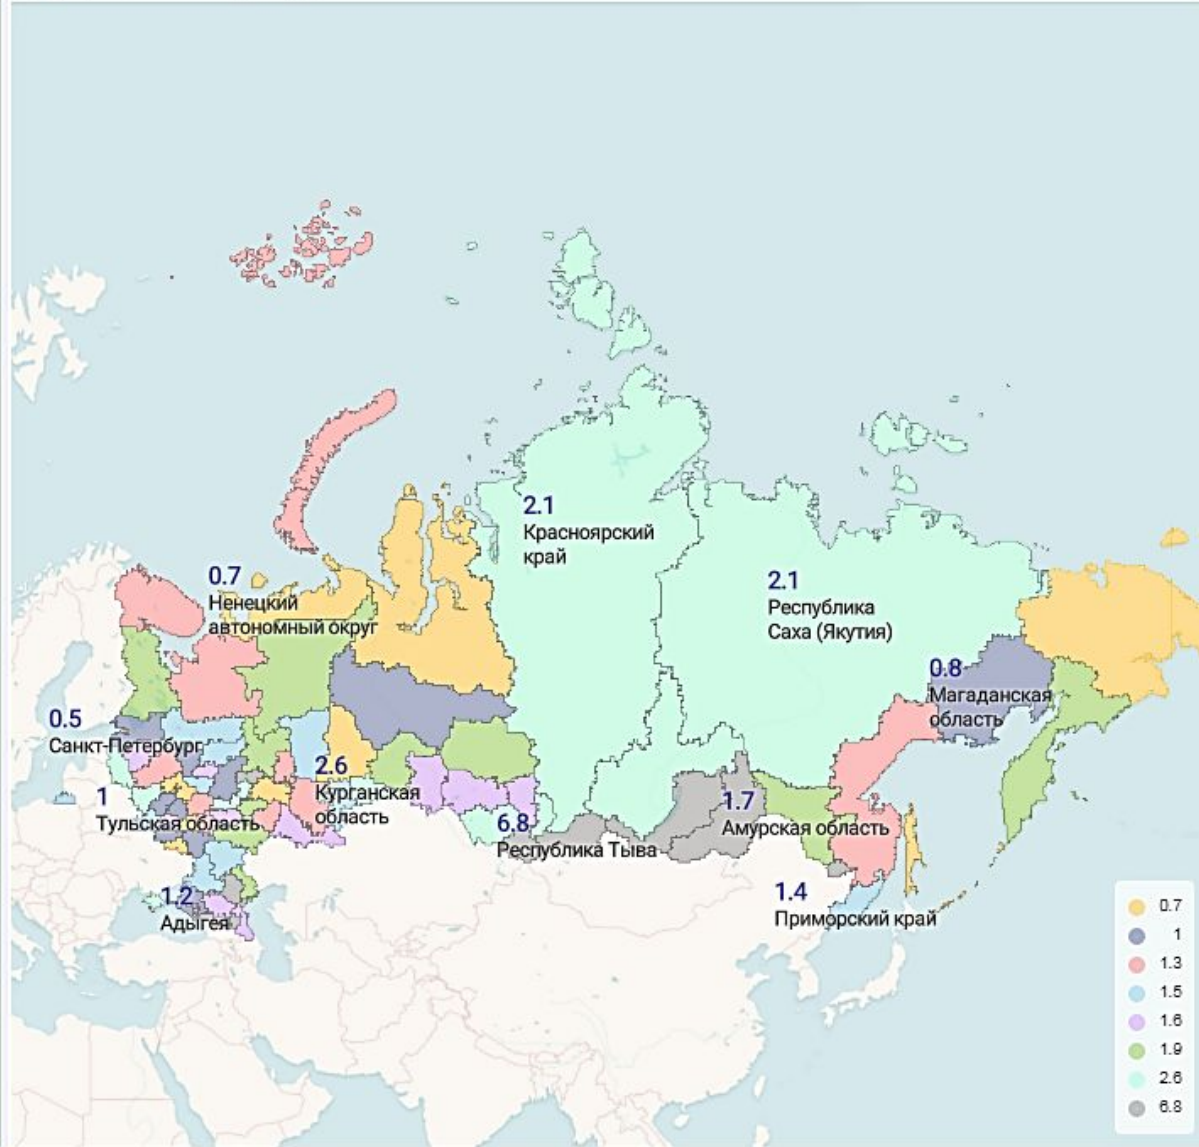 2.1
Красноярский
край
0.7
Ненецкий
автономный округ
2.1
Республика
Саха (Якутия)
0.8
Магаданская
область
0.5
Санкт-Петербург
2.6
Курганская
область
1
Тульская область
6.8
Республика Тыва
1.7
Амурская область
1.4
Приморский край
1.2
Адыгея
0.7
1
1.3
1.5
1.6
1.9
2.6
6.8